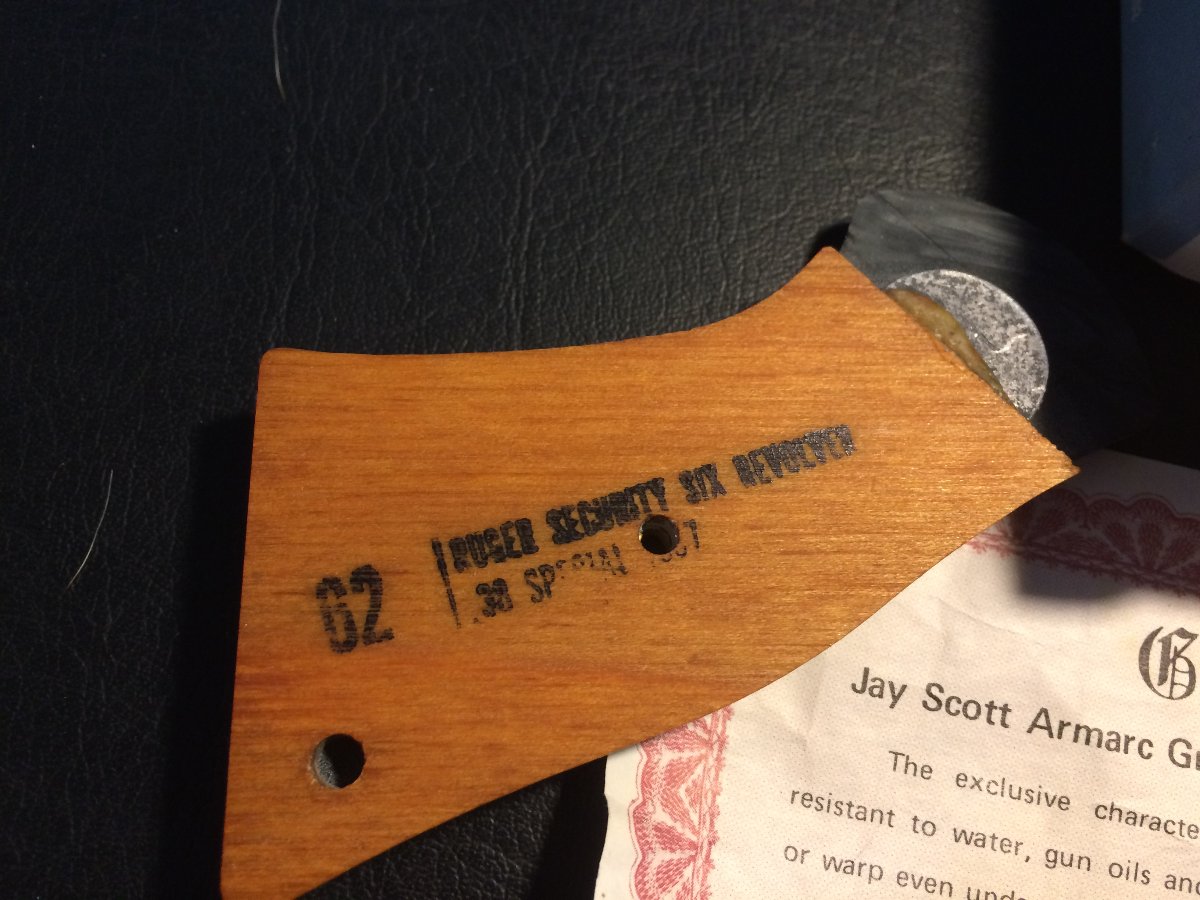 RUGER SECURITY SIX REVOLVER
.38 SPECIAL
62
G
Jay Scott Armarc
The exclusive
resistant to water, gun oils and
or warp even